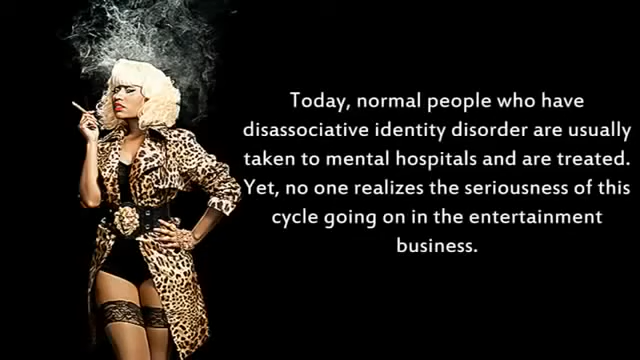 Today, normal people who have
disassociative identity disorder are usually
taken to mental hospitals and are treated.
Yet, no one realizes the seriousness of this
cycle going on in the entertainment
business.